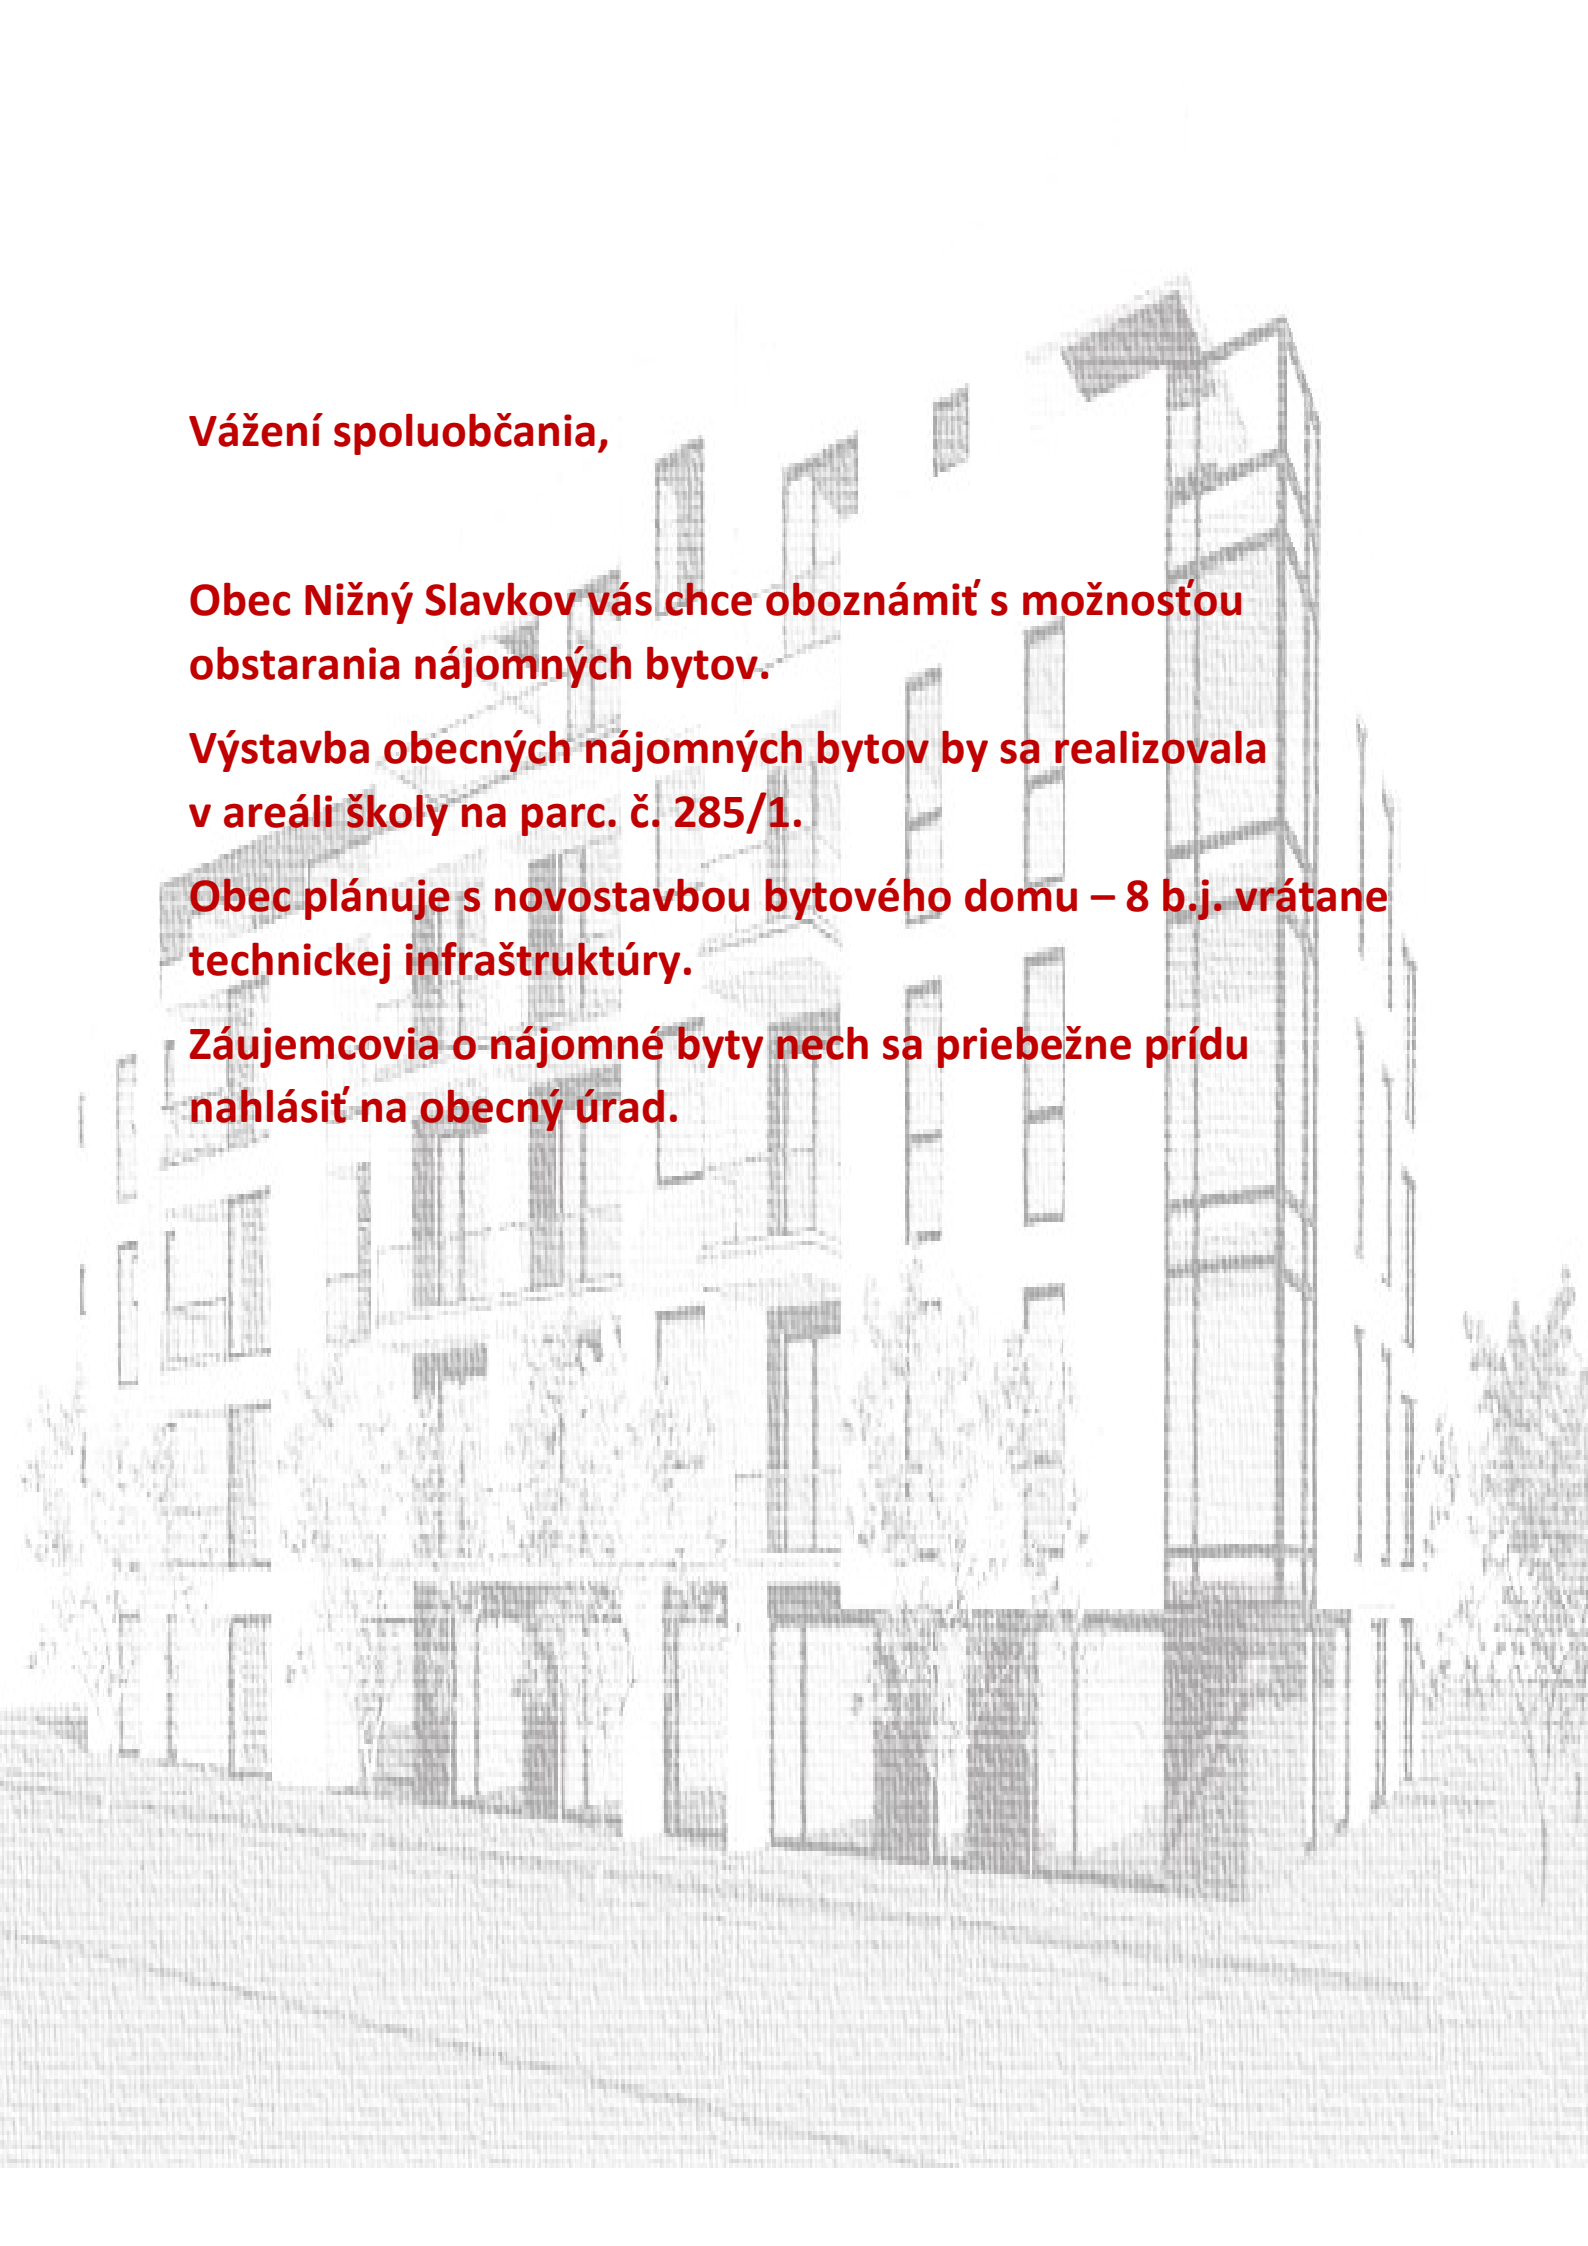 Vážení spoluobčania,
Obec Nižný Slavkov vás chce oboznámiť s možnosťou
obstarania nájomných bytov.
Výstavba obecných nájomných bytov by sa realizovala
v areáli školy na parc. č. 285/1.
Obec plánuje s novostavbou bytového domu – 8 b.j. vrátane
technickej infraštruktúry.
Záujemcovia o nájomné byty nech sa priebežne prídu
nahlásiť na obecný úrad.